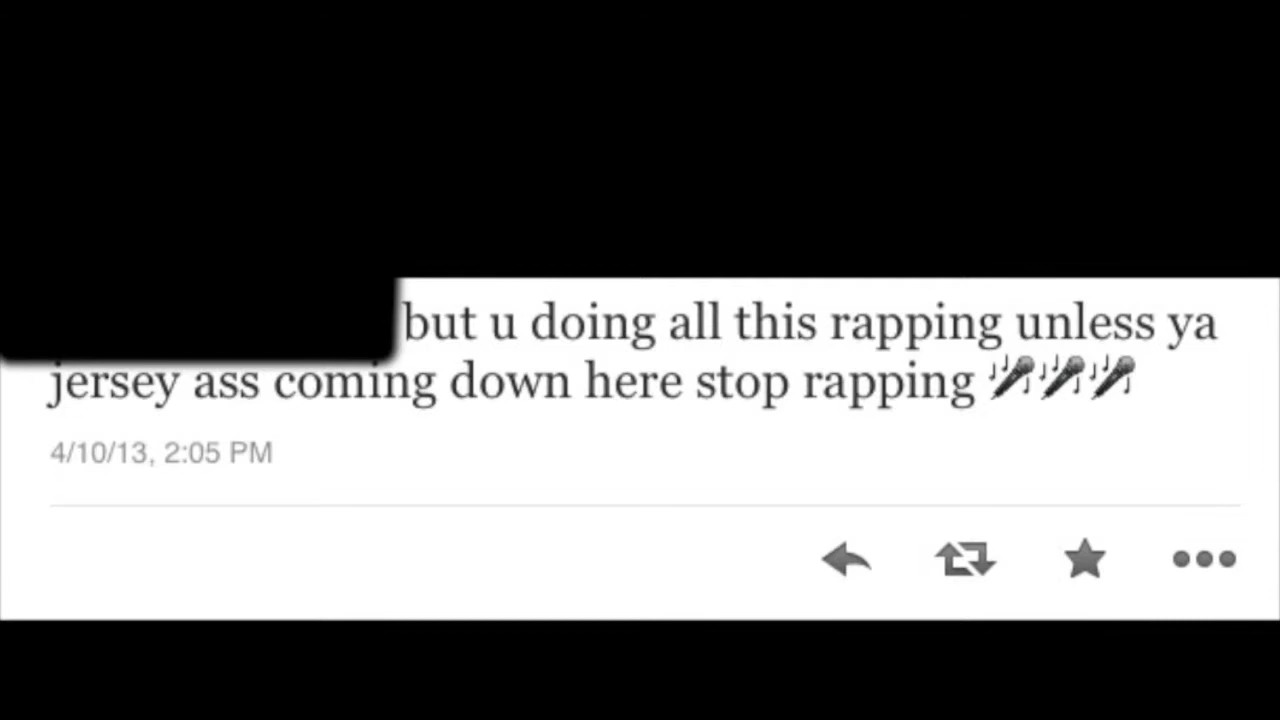 but u doing all this rapping unless ya
jersey ass coming down here stop rapping 🎤🎤🎤
4/10/13, 2:05 PM